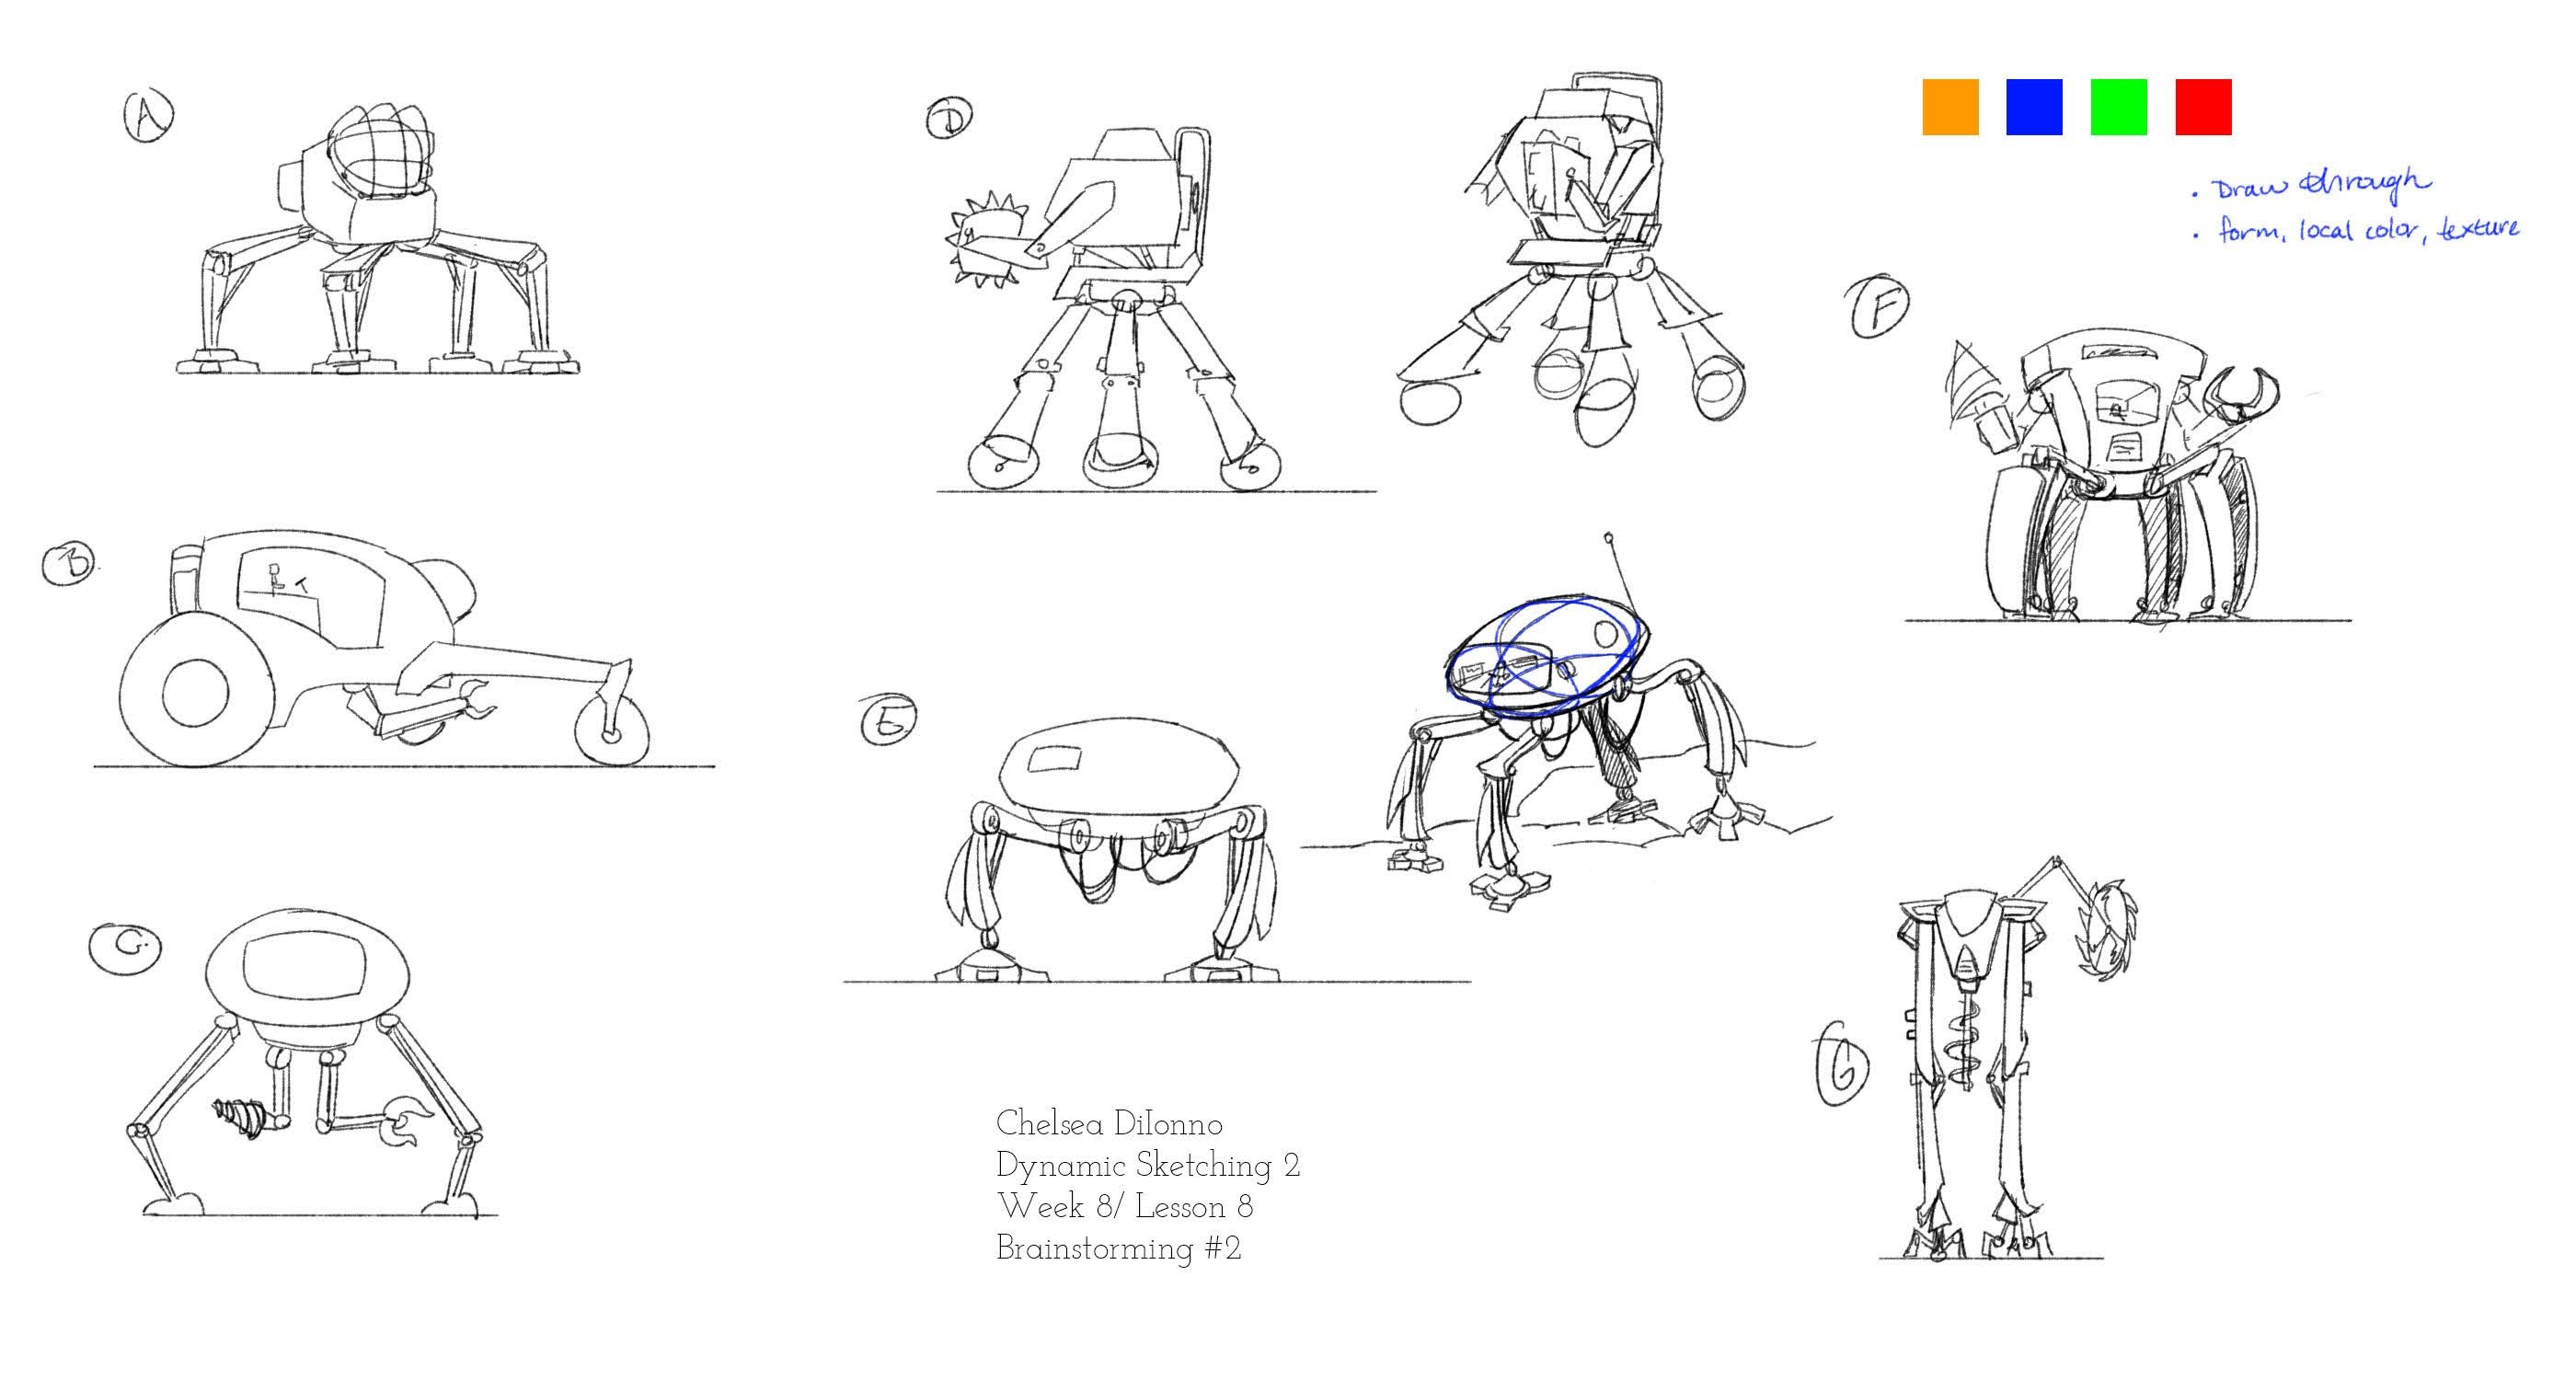 A
D
• Draw through
• form, local color, texture
F
B
E
C
G
Chelsea DiIonno
Dynamic Sketching 2
Week 8/ Lesson 8
Brainstorming #2